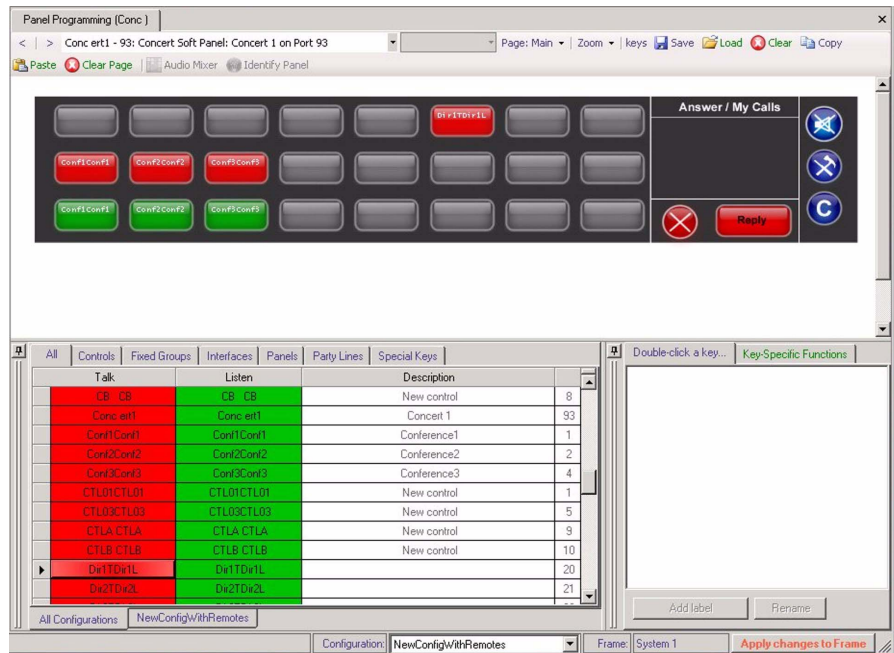 Panel Programming (Conc )
< > Conc ert1 - 93: Concert Soft Panel: Concert 1 on Port 93 Page: Main Zoom keys Save Load Clear Copy
Paste Clear Page Audio Mixer Identify Panel
Dir1TDir1L
Answer / My Calls
Conf1Conf1 Conf2Conf2 Conf3Conf3
Conf1Conf1 Conf2Conf2 Conf3Conf3
C
Reply
All Controls Fixed Groups Interfaces Panels Party Lines Special Keys
Talk Listen Description
CB CB CB CB New control 8
Conc ert1 Conc ert1 Concert 1 93
Conf1Conf1 Conf1Conf1 Conference1 1
Conf2Conf2 Conf2Conf2 Conference2 2
Conf3Conf3 Conf3Conf3 Conference3 4
CTL01CTL01 CTL01CTL01 New control 1
CTL03CTL03 CTL03CTL03 New control 5
CTLA CTLA CTLA CTLA New control 9
CTLB CTLB CTLB CTLB New control 10
Dir1TDir1L Dir1TDir1L 20
Dir2TDir2L Dir2TDir2L 21
All Configurations NewConfigWithRemotes
Double-click a key... Key-Specific Functions
Add label Rename
Configuration: NewConfigWithRemotes Frame: System 1 Apply changes to Frame